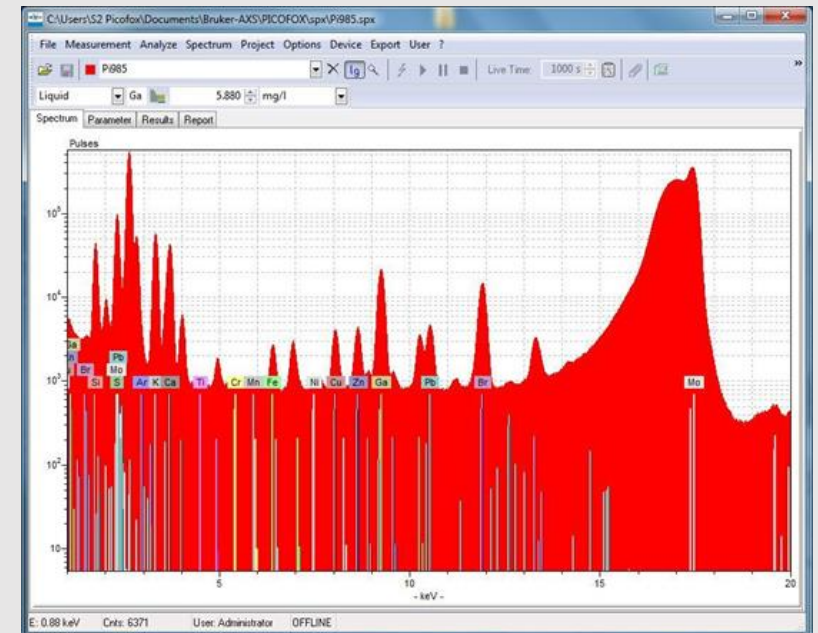 C:\Users\S2 Picofox\Documents\Bruker-AXS\PICOFOX\spx\Pi985.spx
File Measurement Analyze Spectrum Project Options Device Export User ?
Pi985 lg Live Time: 1000 s »
Liquid Ga 5.880 mg/l
Spectrum Parameter Results Report
Pulses
10⁵
10⁴
Ga
Pb
Br Mo
10³ Si S Ar K Ca Ti Cr Mn Fe Ni Cu Zn Ga Pb Br Mo
10²
10
5 10 15 20
- keV -
E: 0.88 keV Cnts: 6371 User: Administrator OFFLINE